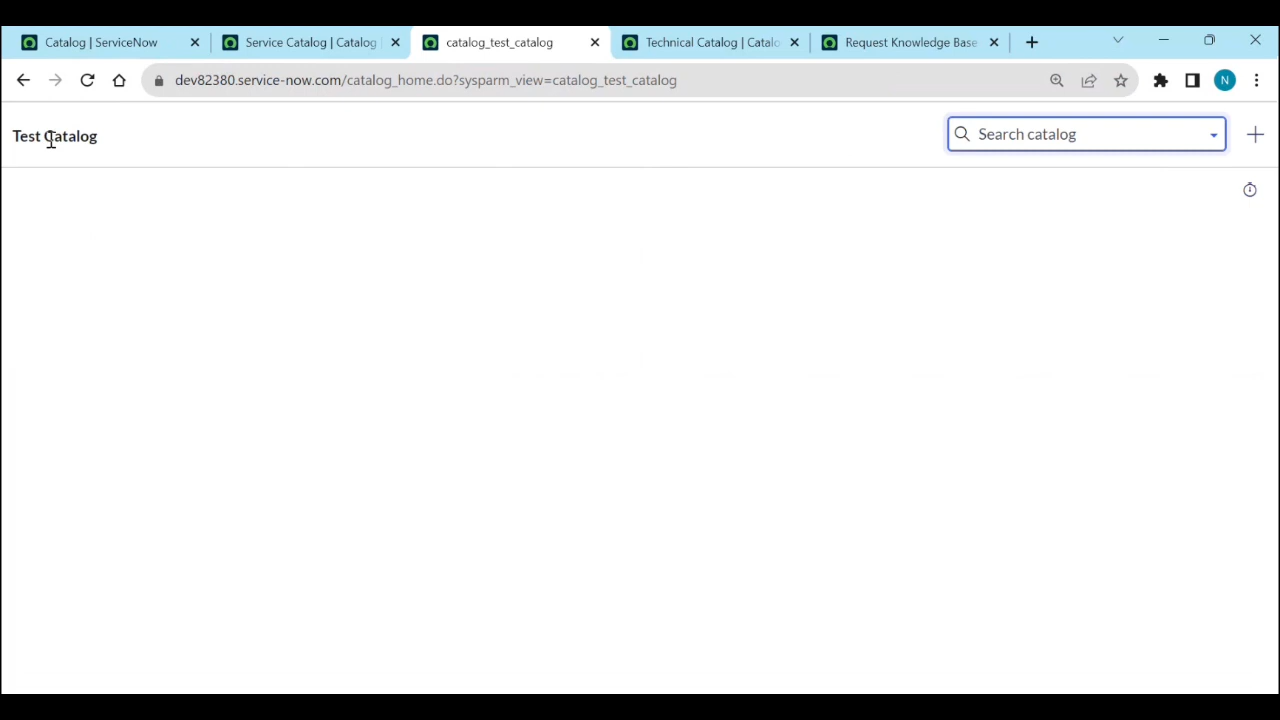 Catalog | ServiceNow
Service Catalog | Catalog
catalog_test_catalog
Technical Catalog | Catalo
Request Knowledge Base
dev82380.service-now.com/catalog_home.do?sysparm_view=catalog_test_catalog
N
Test Catalog
Search catalog